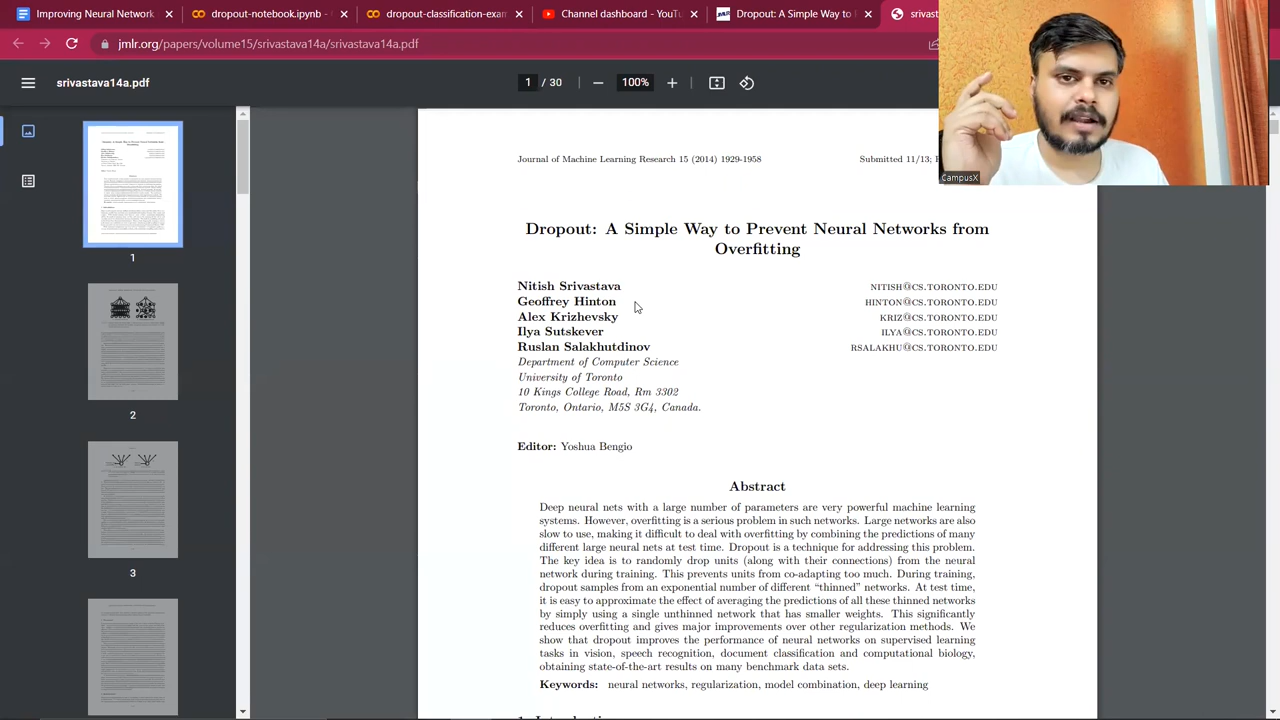 Improving Neural Network
dropout-notebook.ipynb -
dropout-classification-exam
Channel dashboard - YouTu
Dropout: A Simple Way to
srivast
jmlr.org/papers/volume15/srivastava14a/srivastava14a.pdf
srivastava14a.pdf
1 / 30
100%
CampusX
Journal of Machine Learning Research 15 (2014) 1929-1958
Submitted 11/13;
Dropout: A Simple Way to Prevent Neural Networks from
Overfitting
Nitish Srivastava NITISH@CS.TORONTO.EDU
Geoffrey Hinton HINTON@CS.TORONTO.EDU
Alex Krizhevsky KRIZ@CS.TORONTO.EDU
Ilya Sutskever ILYA@CS.TORONTO.EDU
Ruslan Salakhutdinov RSALAKHU@CS.TORONTO.EDU
Department of Computer Science
University of Toronto
10 Kings College Road, Rm 3302
Toronto, Ontario, M5S 3G4, Canada.
Editor: Yoshua Bengio
Abstract
Deep neural nets with a large number of parameters are very powerful machine learning
systems. However, overfitting is a serious problem in such networks. Large networks are also
slow to use, making it difficult to deal with overfitting by combining the predictions of many
different large neural nets at test time. Dropout is a technique for addressing this problem.
The key idea is to randomly drop units (along with their connections) from the neural
network during training. This prevents units from co-adapting too much. During training,
dropout samples from an exponential number of different “thinned” networks. At test time,
it is easy to approximate the effect of averaging the predictions of all these thinned networks
by simply using a single unthinned network that has smaller weights. This significantly
reduces overfitting and gives major improvements over other regularization methods. We
show that dropout improves the performance of neural networks on supervised learning
tasks in vision, speech recognition, document classification and computational biology,
obtaining state-of-the-art results on many benchmark data sets.
Keywords: neural networks, regularization, model combination, deep learning
1
2
3